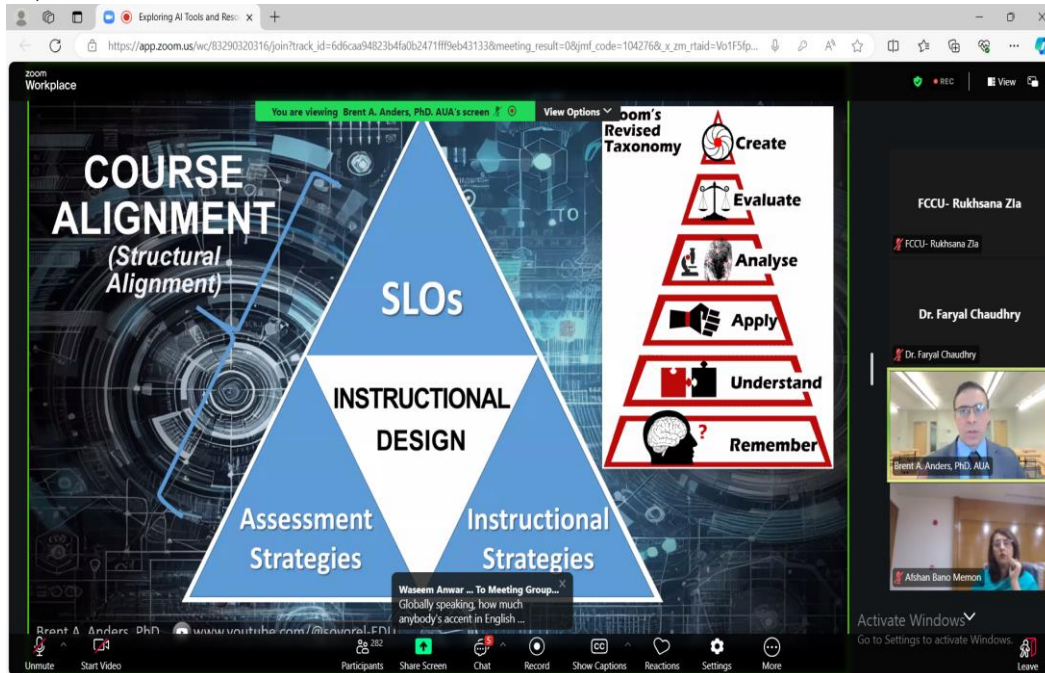 Exploring AI Tools and Reso
https://app.zoom.us/wc/83290320316/join?track_id=6d6caa94823b4fa0b2471fff9eb43133&meeting_result=0&jmf_code=104276&_x_zm_rtaid=Vo1F5fp...
zoom
Workplace
REC
View
You are viewing Brent A. Anders, PhD. AUA's screen
View Options
COURSE
ALIGNMENT
(Structural
Alignment)
SLOs
INSTRUCTIONAL
DESIGN
Assessment
Strategies
Instructional
Strategies
oom's
Revised
Taxonomy
Create
Evaluate
Analyse
Apply
Understand
?
Remember
FCCU- Rukhsana ZIa
FCCU- Rukhsana ZIa
Dr. Faryal Chaudhry
Dr. Faryal Chaudhry
Brent A. Anders, PhD. AUA
Afshan Bano Memon
Waseem Anwar ... To Meeting Group...
Globally speaking, how much
anybody's accent in English ...
Brent A. Anders, PhD. www.youtube.com/@sovorel-EDU
Activate Windows
Go to Settings to activate Windows.
Unmute
Start Video
282
Participants
Share Screen
5
Chat
Record
CC
Show Captions
Reactions
Settings
More
Leave